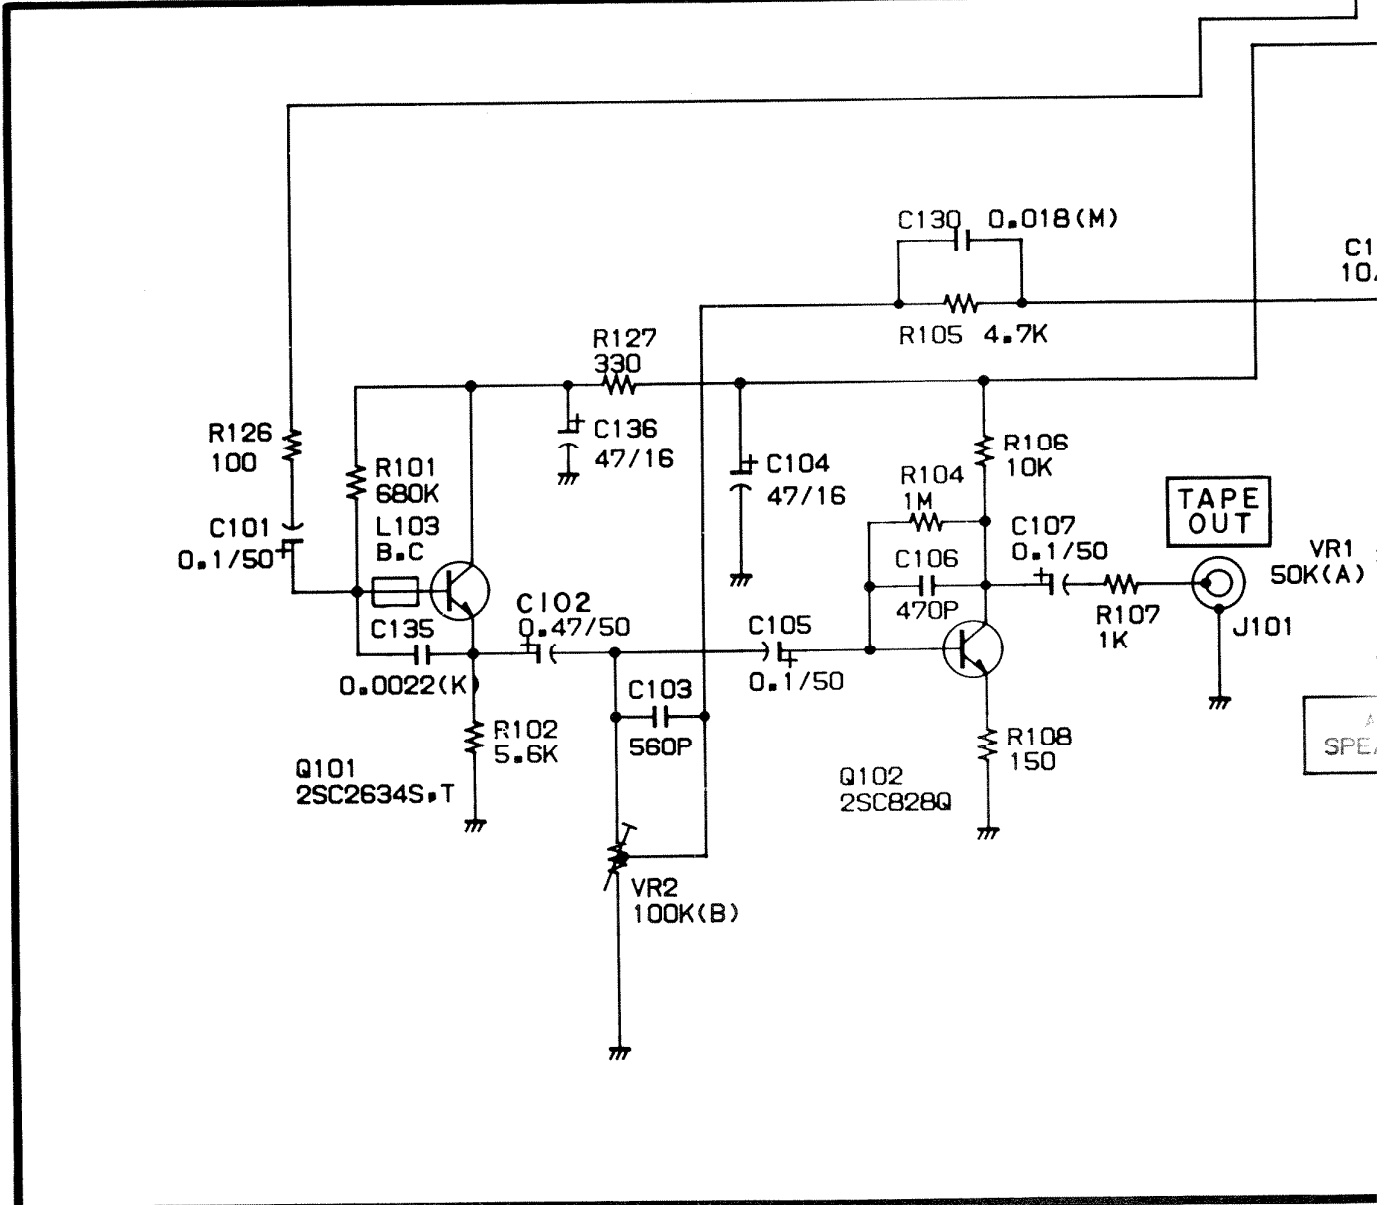 C130 0.018(M)
C1
10
R105 4.7K
R127
330
R126
100
C136
47/16
R101
680K
C104
47/16
R106
10K
R104
1M
TAPE
OUT
C101
0.1/50
+
L103
B.C
C107
0.1/50
+
VR1
50K(A)
C106
470P
C102
0.47/50
+
C135
0.0022(K)
C105
+
0.1/50
R107
1K
J101
C103
560P
R102
5.6K
R108
150
SPE
Q101
2SC2634S.T
Q102
2SC828Q
VR2
100K(B)